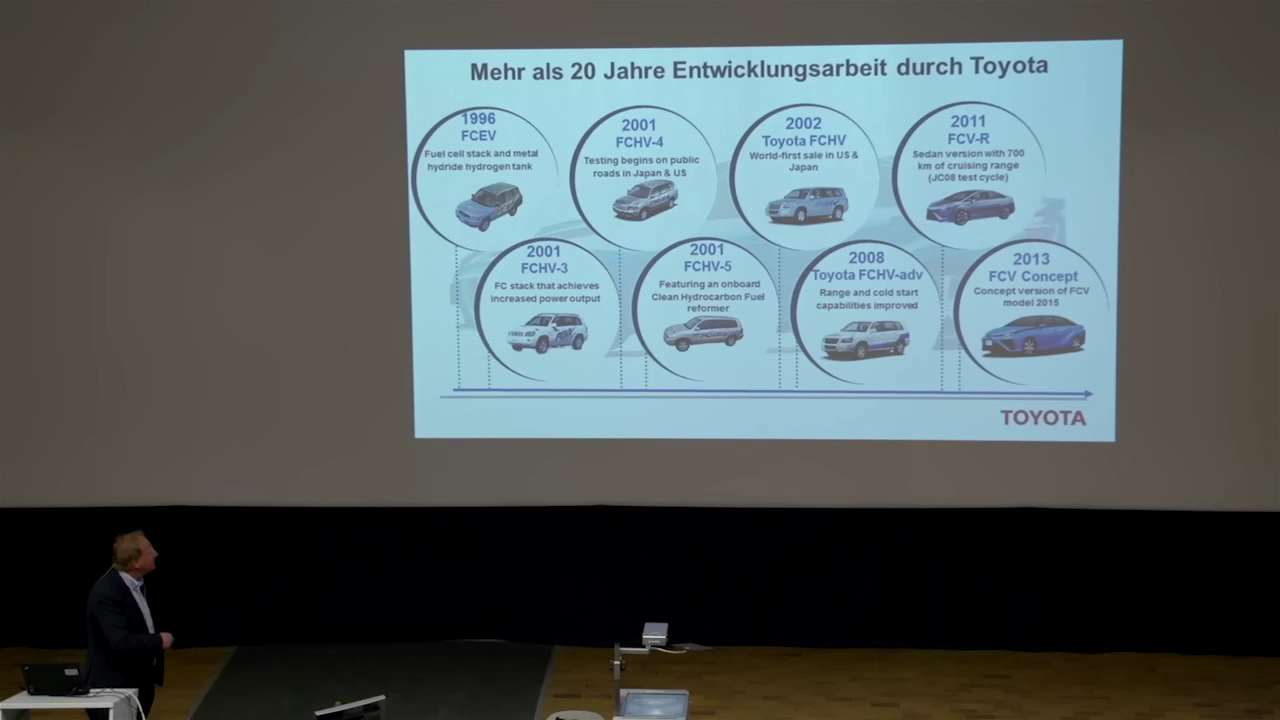 Mehr als 20 Jahre Entwicklungsarbeit durch Toyota
1996
FCEV
Fuel cell stack and metal
hydride hydrogen tank
2001
FCHV-4
Testing begins on public
roads in Japan & US
2002
Toyota FCHV
World-first sale in US &
Japan
2011
FCV-R
Sedan version with 700
km of cruising range
(JC08 test cycle)
2001
FCHV-3
FC stack that achieves
increased power output
2001
FCHV-5
Featuring an onboard
Clean Hydrocarbon Fuel
reformer
2008
Toyota FCHV-adv
Range and cold start
capabilities improved
2013
FCV Concept
Concept version of FCV
model 2015
TOYOTA